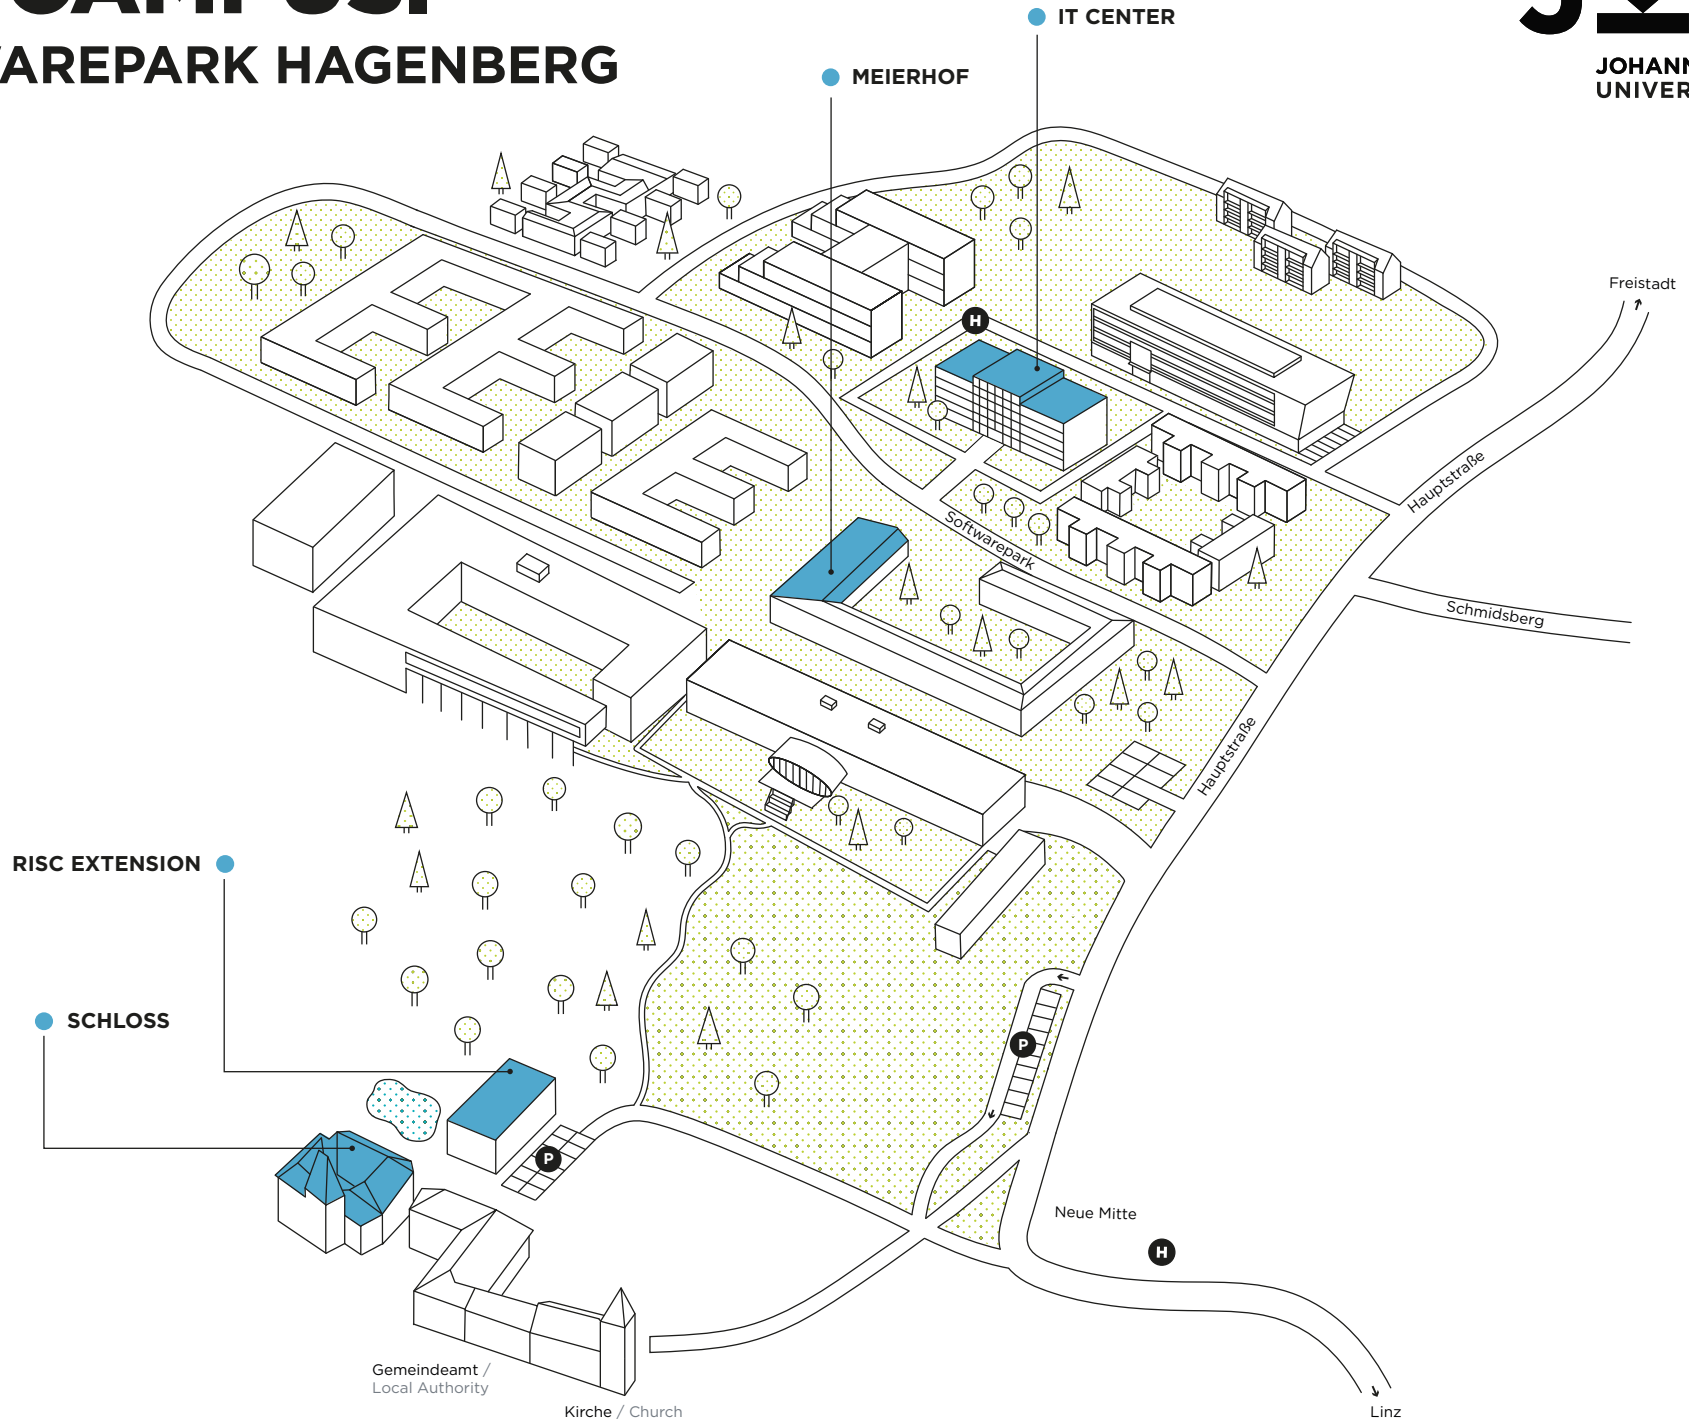 CAMPUS.
AREPARK HAGENBERG
JOHANN
UNIVER
IT CENTER
MEIERHOF
H
Freistadt
Hauptstraße
Softwarepark
Schmidsberg
Hauptstraße
RISC EXTENSION
SCHLOSS
P
P
Neue Mitte
H
Gemeindeamt /
Local Authority
Kirche / Church
Linz